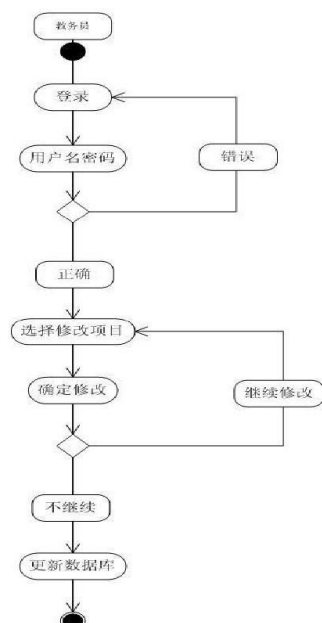 教务员
登录
用户名密码
错误
正确
选择修改项目
确定修改
继续修改
不继续
更新数据库